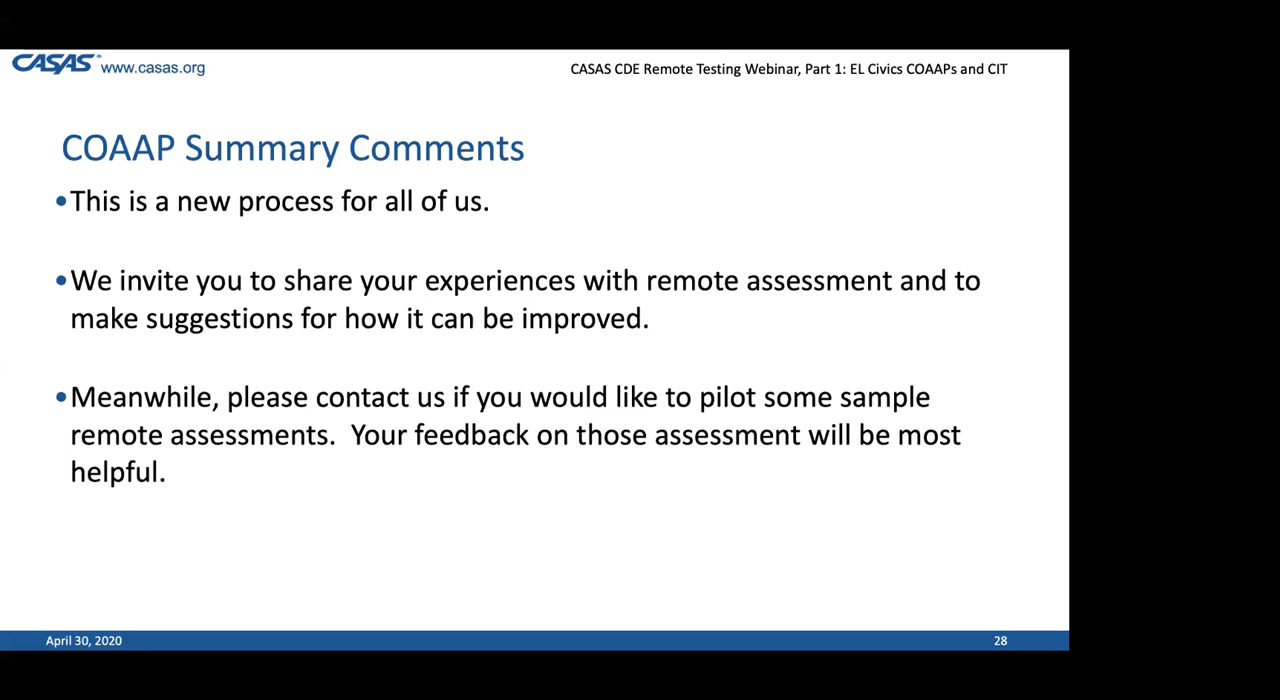 CASAS www.casas.org
CASAS CDE Remote Testing Webinar, Part 1: EL Civics COAAPs and CIT
COAAP Summary Comments
•This is a new process for all of us.
•We invite you to share your experiences with remote assessment and to
make suggestions for how it can be improved.
•Meanwhile, please contact us if you would like to pilot some sample
remote assessments.  Your feedback on those assessment will be most
helpful.
April 30, 2020
28